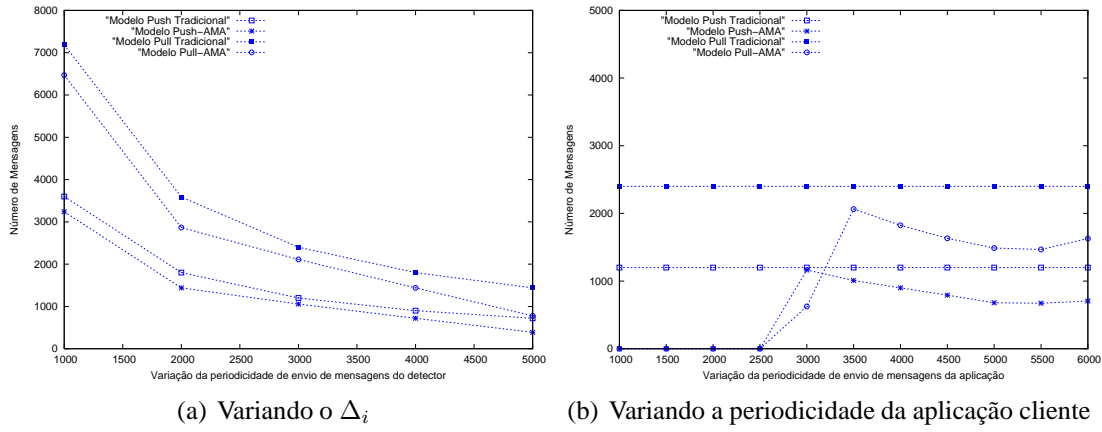 "Modelo Push Tradicional"
"Modelo Push-AMA"
"Modelo Pull Tradicional"
"Modelo Pull-AMA"
8000
7000
6000
5000
4000
3000
2000
1000
0
Número de Mensagens
1000 1500 2000 2500 3000 3500 4000 4500 5000
Variação da periodicidade de envio de mensagens do detector
(a) Variando o Δi
"Modelo Push Tradicional"
"Modelo Push-AMA"
"Modelo Pull Tradicional"
"Modelo Pull-AMA"
5000
4000
3000
2000
1000
0
Número de Mensagens
1000 1500 2000 2500 3000 3500 4000 4500 5000 5500 6000
Variação da periodicidade de envio de mensagens da aplicação
(b) Variando a periodicidade da aplicação cliente